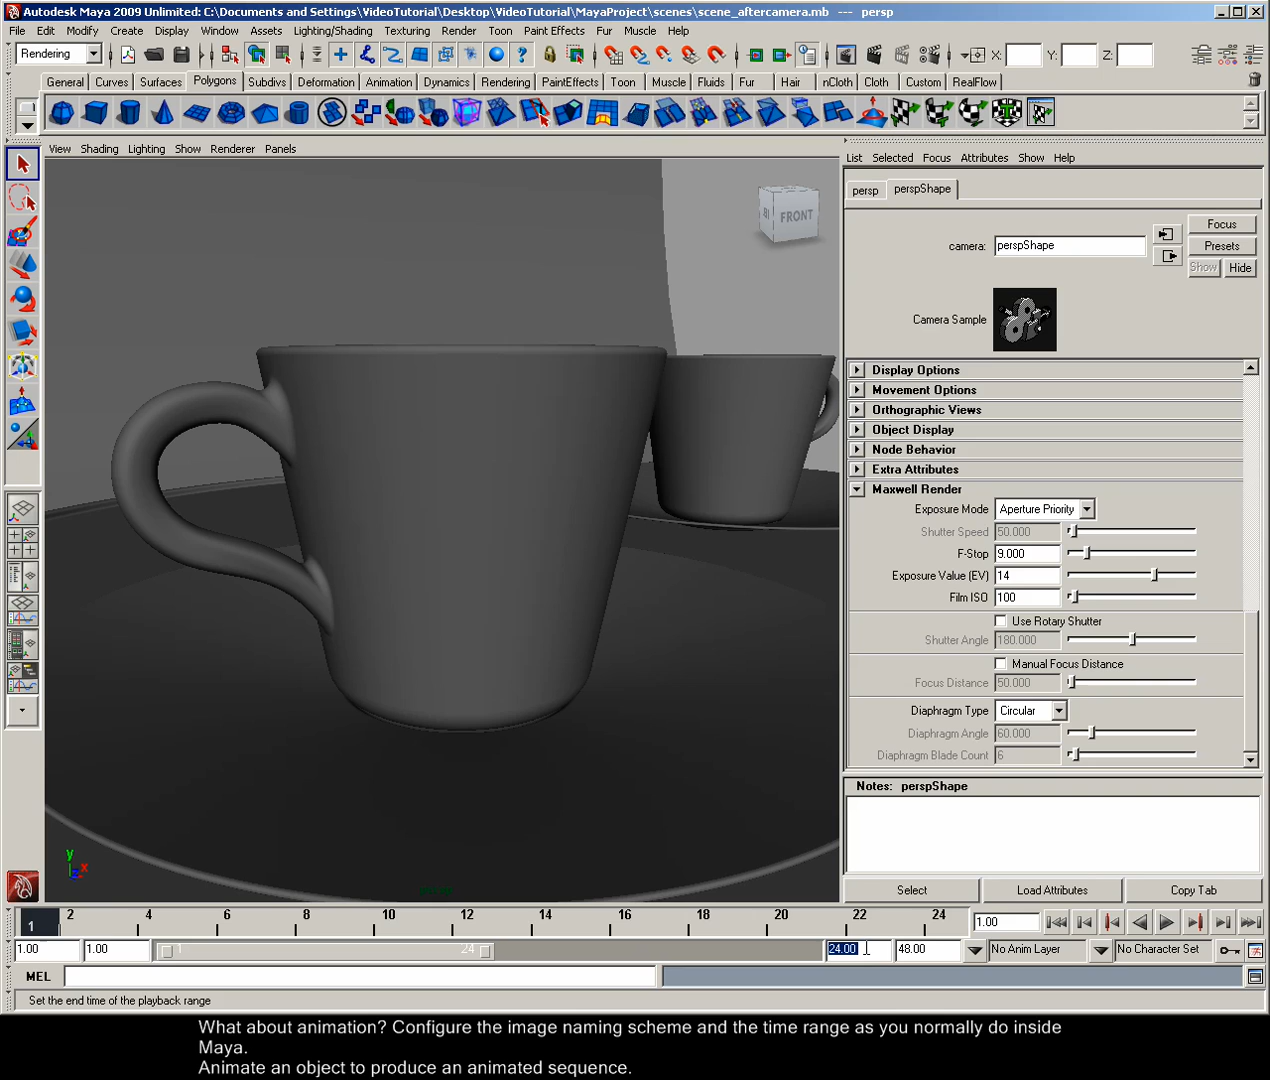 Autodesk Maya 2009 Unlimited: C:\Documents and Settings\VideoTutorial\Desktop\VideoTutorial\MayaProject\scenes\scene_aftercamera.mb --- persp
File Edit Modify Create Display Window Assets Lighting/Shading Texturing Render Toon Paint Effects Fur Muscle Help
Rendering X: Y: Z:
General Curves Surfaces Polygons Subdivs Deformation Animation Dynamics Rendering PaintEffects Toon Muscle Fluids Fur Hair nCloth Cloth Custom RealFlow
View Shading Lighting Show Renderer Panels
List Selected Focus Attributes Show Help
persp perspShape
FRONT
Focus
camera: perspShape
Presets
Show Hide
Camera Sample
Display Options
Movement Options
Orthographic Views
Object Display
Node Behavior
Extra Attributes
Maxwell Render
Exposure Mode Aperture Priority
Shutter Speed 50.000
F-Stop 9.000
Exposure Value (EV) 14
Film ISO 100
Use Rotary Shutter
Shutter Angle 180.000
Manual Focus Distance
Focus Distance 50.000
Diaphragm Type Circular
Diaphragm Angle 60.000
Diaphragm Blade Count 6
Notes: perspShape
y
x
z
Select Load Attributes Copy Tab
1 2 4 6 8 10 12 14 16 18 20 22 24 1.00
1.00 1.00 1 24 24.00 48.00 No Anim Layer No Character Set
MEL
Set the end time of the playback range
What about animation? Configure the image naming scheme and the time range as you normally do inside
Maya.
Animate an object to produce an animated sequence.